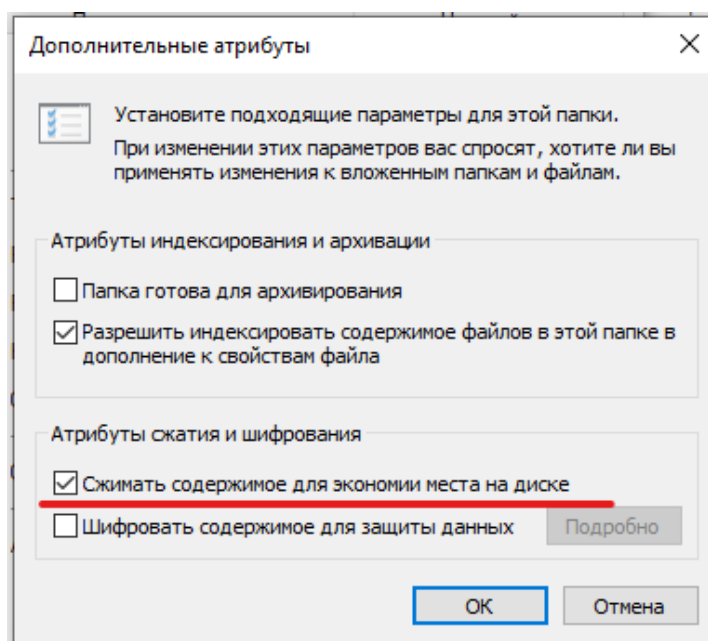 Дополнительные атрибуты
Установите подходящие параметры для этой папки.
При изменении этих параметров вас спросят, хотите ли вы
применять изменения к вложенным папкам и файлам.
Атрибуты индексирования и архивации
Папка готова для архивирования
Разрешить индексировать содержимое файлов в этой папке в
дополнение к свойствам файла
Атрибуты сжатия и шифрования
Сжимать содержимое для экономии места на диске
Шифровать содержимое для защиты данных
Подробно
ОК
Отмена